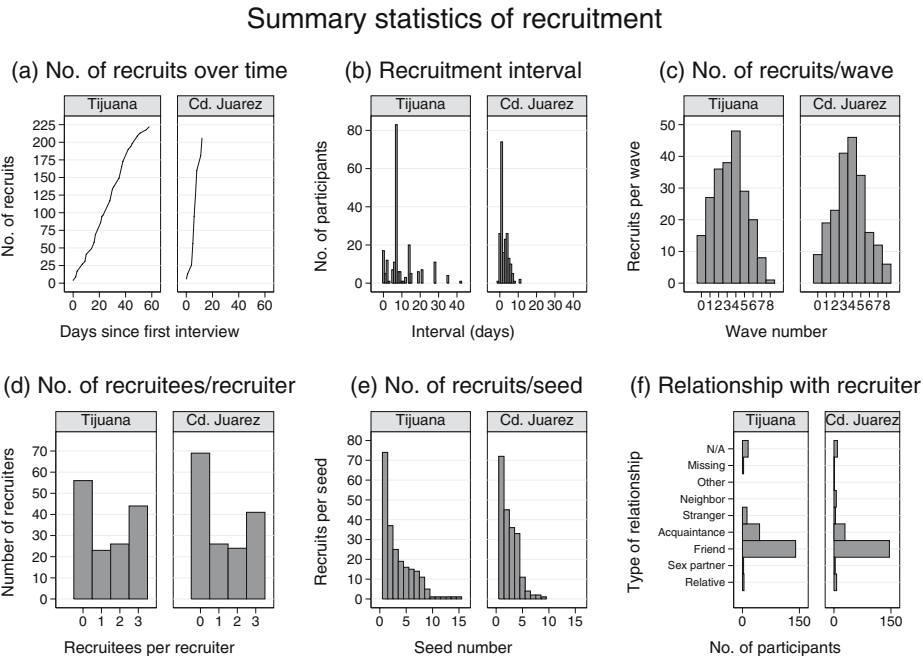 Summary statistics of recruitment
(a) No. of recruits over time
Tijuana
Cd. Juarez
225
200
175
150
125
100
75
50
25
0
No. of recruits
0 20 40 60
0 20 40 60
Days since first interview
(b) Recruitment interval
Tijuana
Cd. Juarez
80
60
40
20
0
No. of participants
0 10 20 30 40
0 10 20 30 40
Interval (days)
(c) No. of recruits/wave
Tijuana
Cd. Juarez
50
40
30
20
10
0
Recruits per wave
012345678
012345678
Wave number
(d) No. of recruitees/recruiter
Tijuana
Cd. Juarez
70
60
50
40
30
20
10
0
Number of recruiters
0 1 2 3
0 1 2 3
Recruitees per recruiter
(e) No. of recruits/seed
Tijuana
Cd. Juarez
80
70
60
50
40
30
20
10
0
Recruits per seed
0 5 10 15
0 5 10 15
Seed number
(f) Relationship with recruiter
Tijuana
Cd. Juarez
N/A
Missing
Other
Neighbor
Stranger
Acquaintance
Friend
Sex partner
Relative
Type of relationship
0 150
0 150
No. of participants